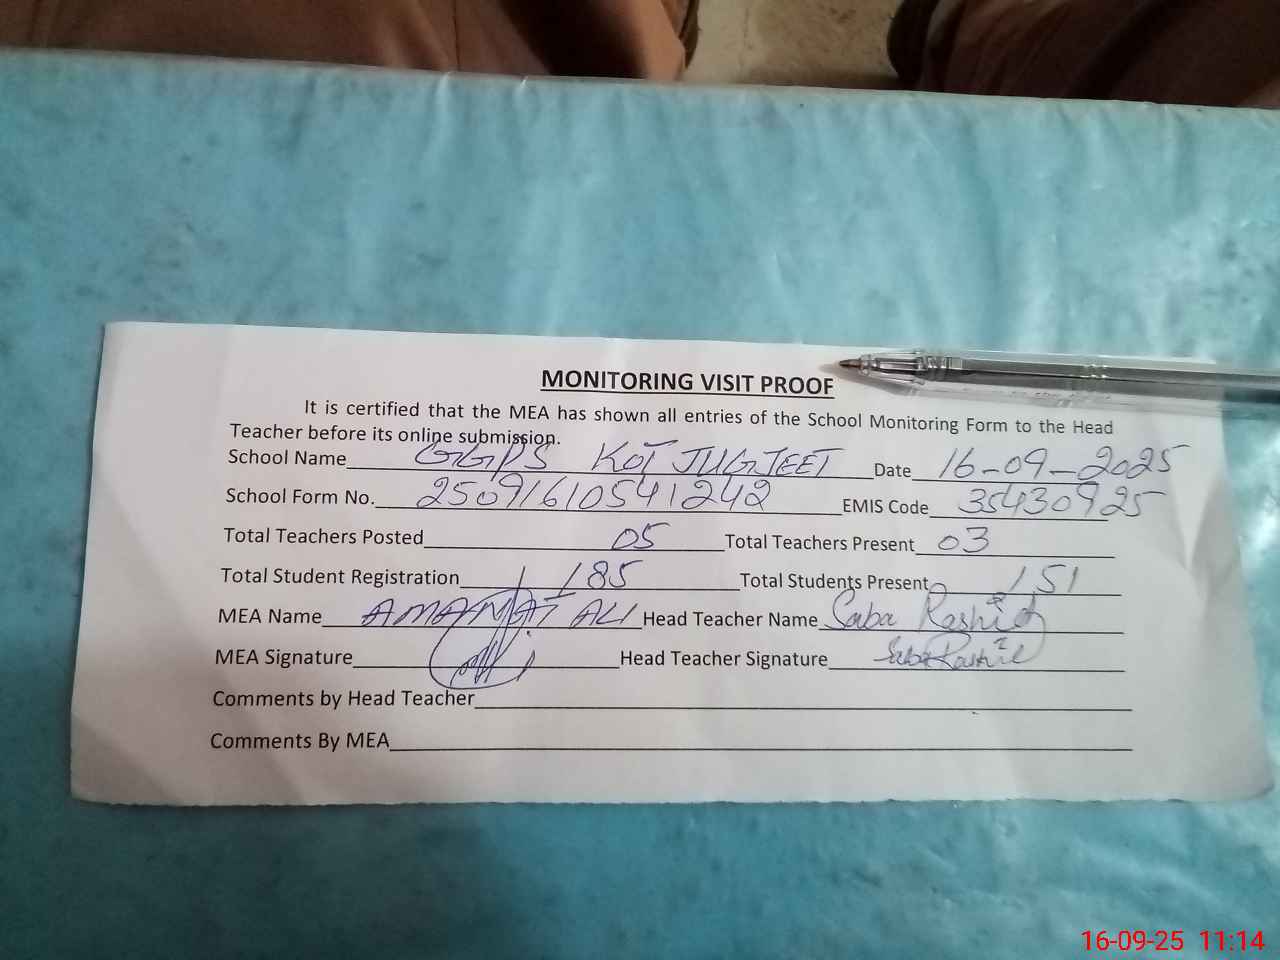 MONITORING VISIT PROOF
It is certified that the MEA has shown all entries of the School Monitoring Form to the Head
Teacher before its online submission.
School Name GGPS KOT JUGJEET Date 16-09-2025
School Form No. 25091610541242 EMIS Code 35430925
Total Teachers Posted 05 Total Teachers Present 03
Total Student Registration 185 Total Students Present 151
MEA Name AMANAT ALI Head Teacher Name Saba Rashid
MEA Signature Head Teacher Signature Saba Rashid
Comments by Head Teacher
Comments By MEA
16-09-25 11:14